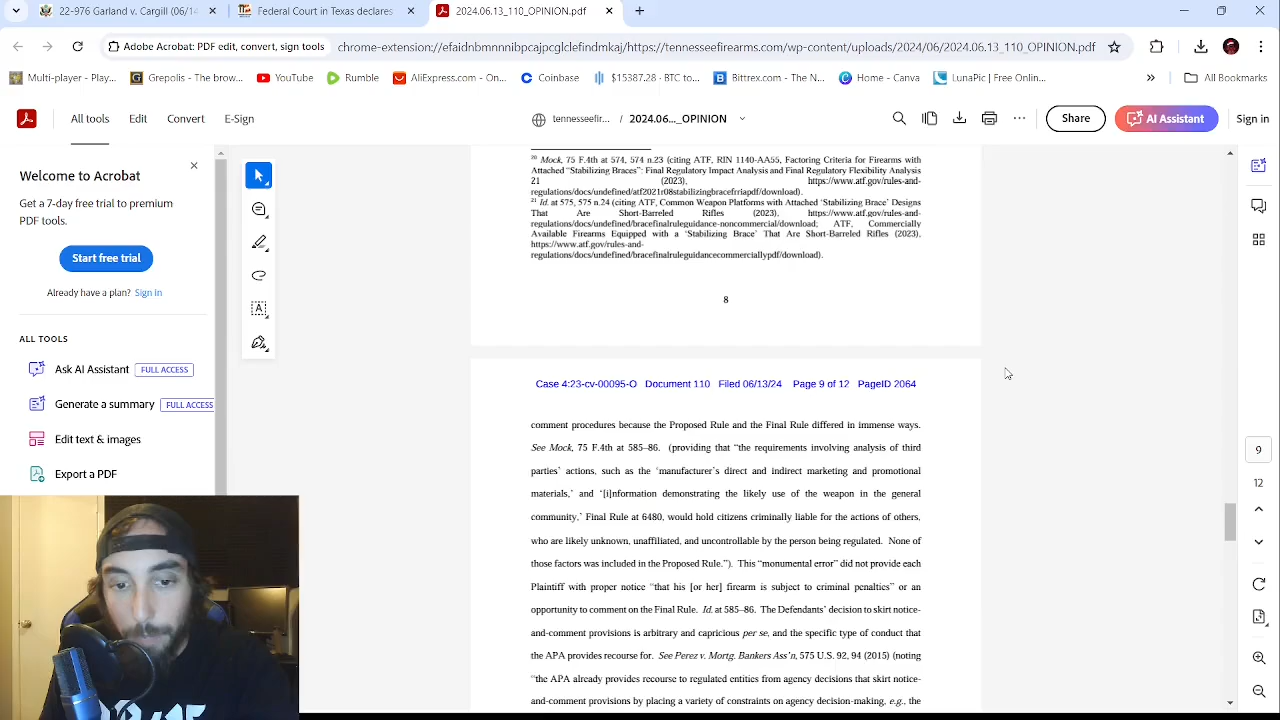 22-976 Garland v. Cargill (06/14
Federal Court in Texas declares
2024.06.13_110_OPINION.pdf
Adobe Acrobat: PDF edit, convert, sign tools
chrome-extension://efaidnbmnnnibpcajpcglclefindmkaj/https://tennesseefirearms.com/wp-content/uploads/2024/06/2024.06.13_110_OPINION.pdf
Multi-player - Play...
Grepolis - The brow...
YouTube
Rumble
AliExpress.com - On...
Coinbase
$15387.28 - BTC to...
Bittrex.com - The N...
Home - Canva
LunaPic | Free Onlin...
All Bookmarks
All tools
Edit
Convert
E-Sign
tennesseefir... / 2024.06..._OPINION
Share
AI Assistant
Sign in
Welcome to Acrobat
Get a 7-day free trial to premium
PDF tools.
Start free trial
Already have a plan? Sign in
ALL TOOLS
Ask AI Assistant FULL ACCESS
Generate a summary FULL ACCESS
Edit text & images
Export a PDF
20 Mock, 75 F.4th at 574, 574 n.23 (citing ATF, RIN 1140-AA55, Factoring Criteria for Firearms with
Attached "Stabilizing Braces": Final Regulatory Impact Analysis and Final Regulatory Flexibility Analysis
21 (2023), https://www.atf.gov/rules-and-
regulations/docs/undefined/atf2021r08stabilizingbracefrriapdf/download).
21 Id. at 575, 575 n.24 (citing ATF, Common Weapon Platforms with Attached 'Stabilizing Brace' Designs
That Are Short-Barreled Rifles (2023), https://www.atf.gov/rules-and-
regulations/docs/undefined/bracefinalruleguidance-noncommercial/download; ATF, Commercially
Available Firearms Equipped with a 'Stabilizing Brace' That Are Short-Barreled Rifles (2023),
https://www.atf.gov/rules-and-
regulations/docs/undefined/bracefinalruleguidancecommerciallypdf/download).
8
Case 4:23-cv-00095-O Document 110 Filed 06/13/24 Page 9 of 12 PageID 2064
comment procedures because the Proposed Rule and the Final Rule differed in immense ways.
See Mock, 75 F.4th at 585–86. (providing that "the requirements involving analysis of third
parties' actions, such as the 'manufacturer's direct and indirect marketing and promotional
materials,' and '[i]nformation demonstrating the likely use of the weapon in the general
community,' Final Rule at 6480, would hold citizens criminally liable for the actions of others,
who are likely unknown, unaffiliated, and uncontrollable by the person being regulated. None of
those factors was included in the Proposed Rule."). This "monumental error" did not provide each
Plaintiff with proper notice "that his [or her] firearm is subject to criminal penalties" or an
opportunity to comment on the Final Rule. Id. at 585–86. The Defendants' decision to skirt notice-
and-comment provisions is arbitrary and capricious per se, and the specific type of conduct that
the APA provides recourse for. See Perez v. Mortg. Bankers Ass'n, 575 U.S. 92, 94 (2015) (noting
"the APA already provides recourse to regulated entities from agency decisions that skirt notice-
and-comment provisions by placing a variety of constraints on agency decision-making, e.g., the
9
12